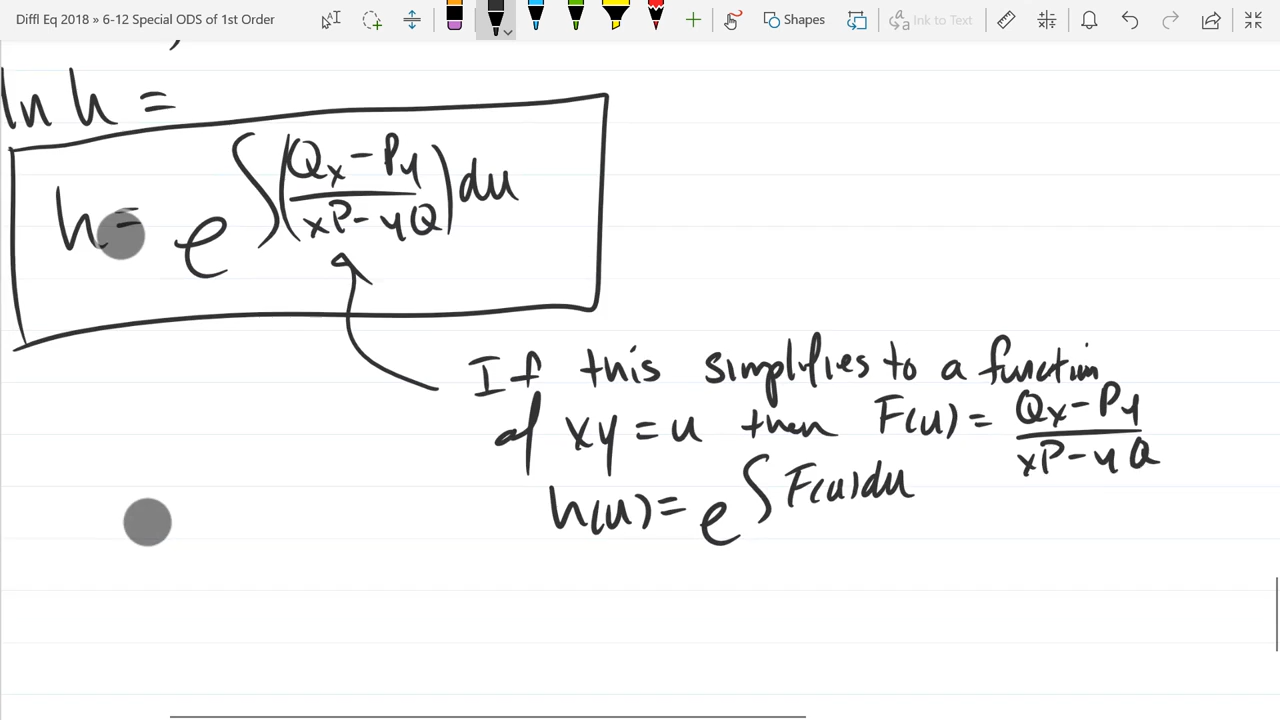 Diffl Eq 2018 » 6-12 Special ODS of 1st Order
Shapes
Ink to Text
ln h =
h = e^∫((Qx - Py)/(xP - yQ)) du
If this simplifies to a function
of xy = u then F(u) = (Qx - Py)/(xP - yQ)
h(u) = e^∫F(u)du